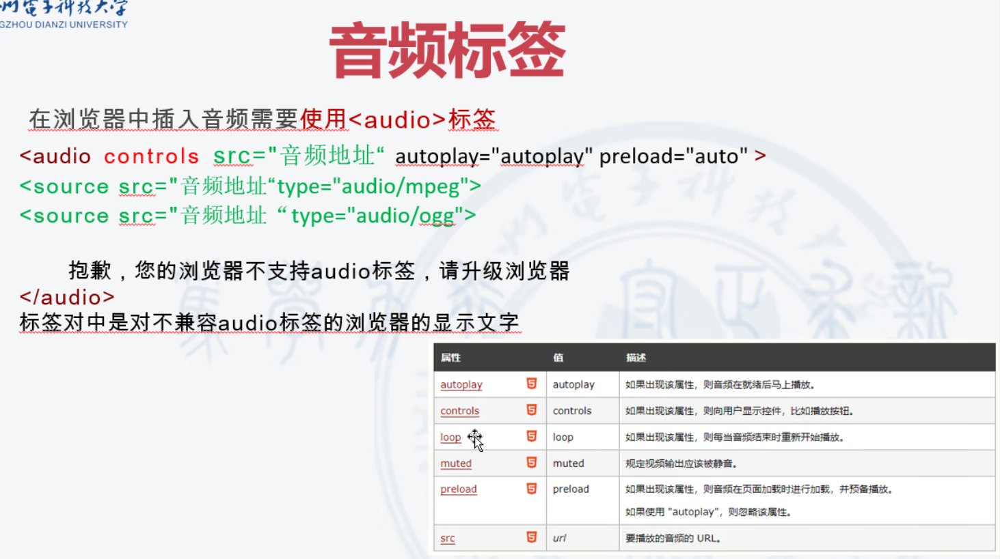 州電子科技大学
GZHOU DIANZI UNIVERSITY
音频标签
在浏览器中插入音频需要使用<audio>标签
<audio controls src="音频地址“ autoplay="autoplay" preload="auto" >
<source src="音频地址“type="audio/mpeg">
<source src="音频地址 “ type="audio/ogg">
抱歉，您的浏览器不支持audio标签，请升级浏览器
</audio>
标签对中是对不兼容audio标签的浏览器的显示文字
属性 值 描述
autoplay 5 autoplay 如果出现该属性，则音频在就绪后马上播放。
controls 5 controls 如果出现该属性，则向用户显示控件，比如播放按钮。
loop 5 loop 如果出现该属性，则每当音频结束时重新开始播放。
muted 5 muted 规定视频输出应该被静音。
preload 5 preload 如果出现该属性，则音频在页面加载时进行加载，并预备播放。
如果使用 "autoplay"，则忽略该属性。
src 5 url 要播放的音频的 URL。